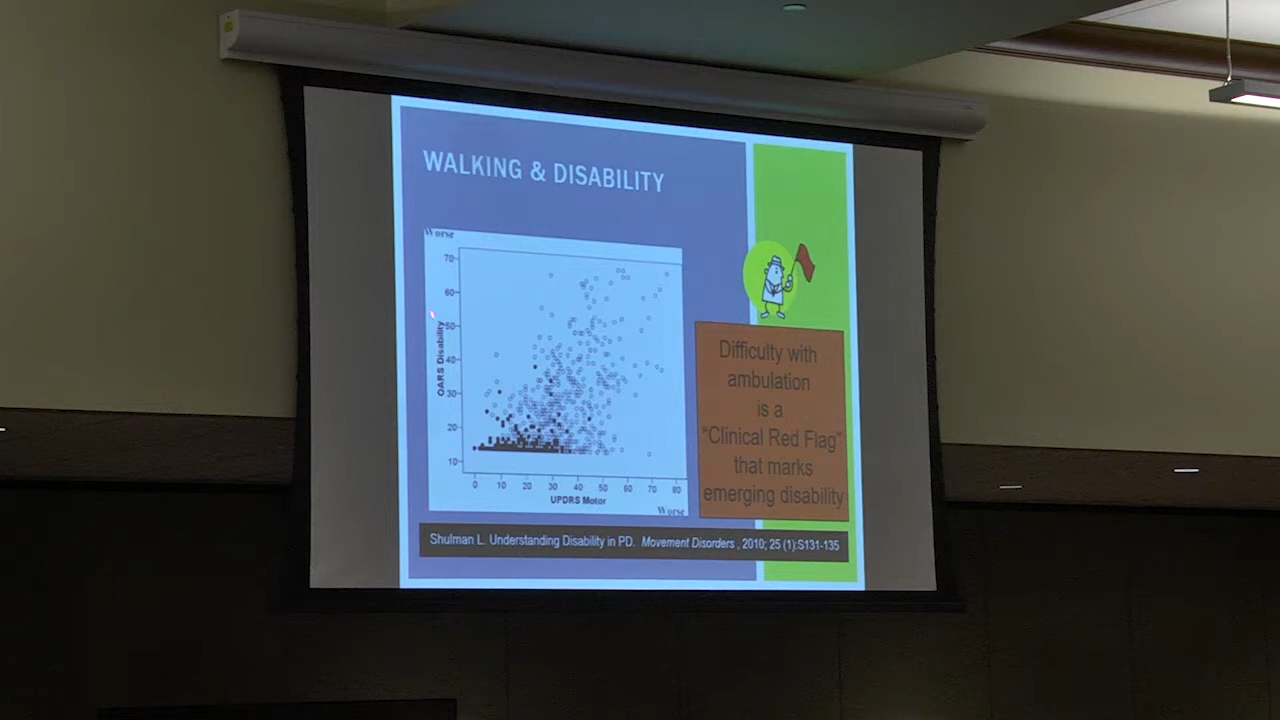 WALKING & DISABILITY
Worse
70
60
50
40
30
20
10
OARS Disability
0 10 20 30 40 50 60 70 80
UPDRS Motor
Worse
Difficulty with
ambulation
is a
“Clinical Red Flag”
that marks
emerging disability
Shulman L. Understanding Disability in PD. Movement Disorders , 2010; 25 (1):S131-135